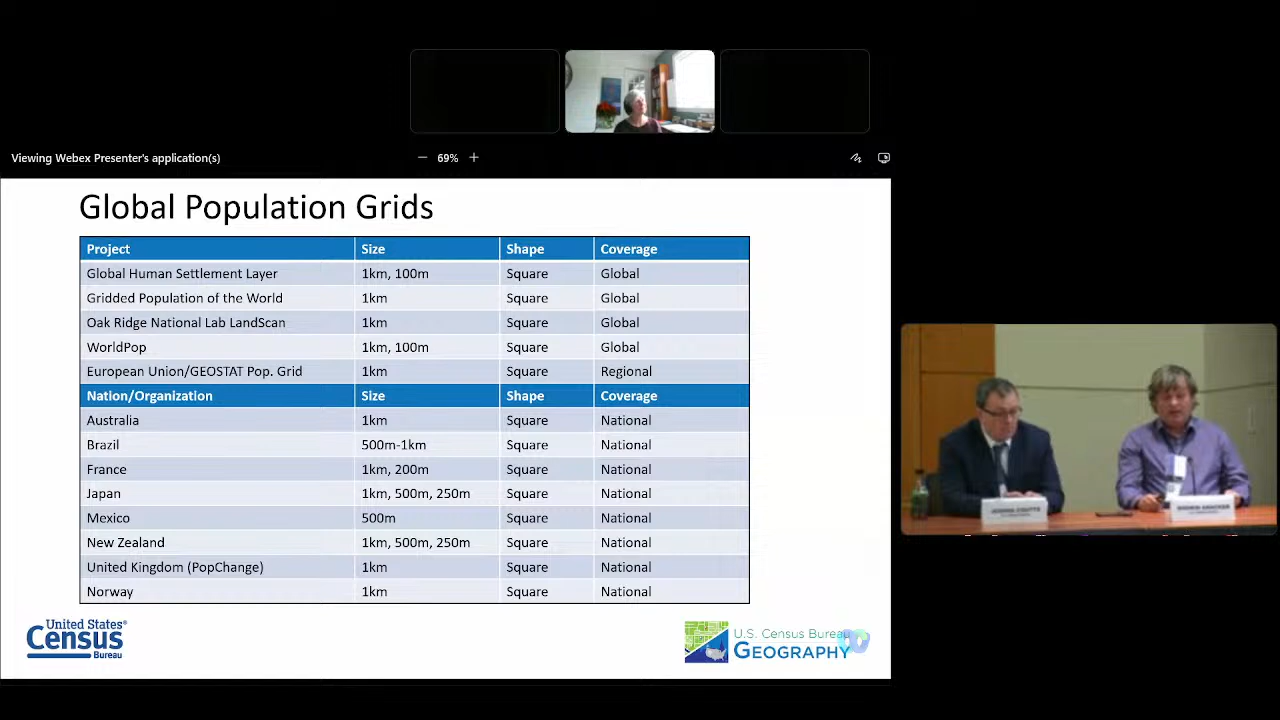 Viewing Webex Presenter's application(s)
69%
Global Population Grids
Project Size Shape Coverage
Global Human Settlement Layer 1km, 100m Square Global
Gridded Population of the World 1km Square Global
Oak Ridge National Lab LandScan 1km Square Global
WorldPop 1km, 100m Square Global
European Union/GEOSTAT Pop. Grid 1km Square Regional
Nation/Organization Size Shape Coverage
Australia 1km Square National
Brazil 500m-1km Square National
France 1km, 200m Square National
Japan 1km, 500m, 250m Square National
Mexico 500m Square National
New Zealand 1km, 500m, 250m Square National
United Kingdom (PopChange) 1km Square National
Norway 1km Square National
United States®
Census
Bureau
U.S. Census Bureau
GEOGRAPHY